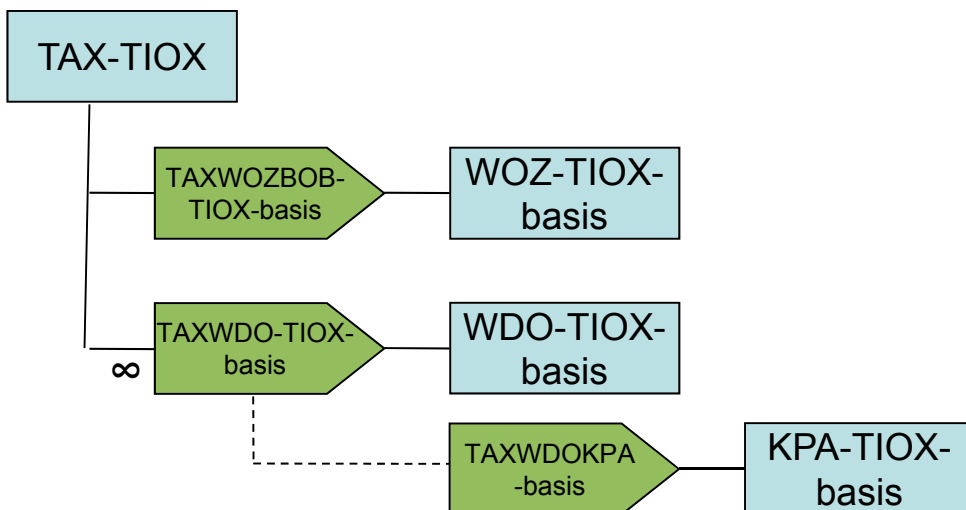 TAX-TIOX
TAXWOZBOB-
TIOX-basis
WOZ-TIOX-
basis
TAXWDO-TIOX-
basis
WDO-TIOX-
basis
∞
TAXWDOKPA
-basis
KPA-TIOX-
basis